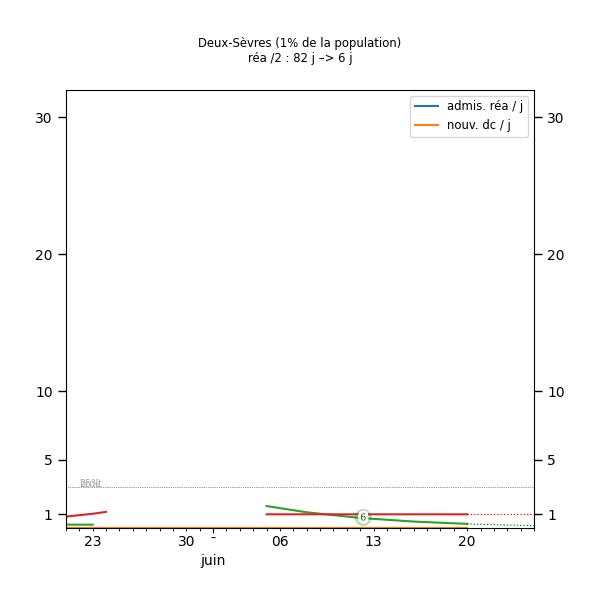 Deux-Sèvres (1% de la population)
réa /2 : 82 j –> 6 j
admis. réa / j
nouv. dc / j
30 30
20 20
10 10
5 5
1 1
6
23 30 - 06 13 20
juin